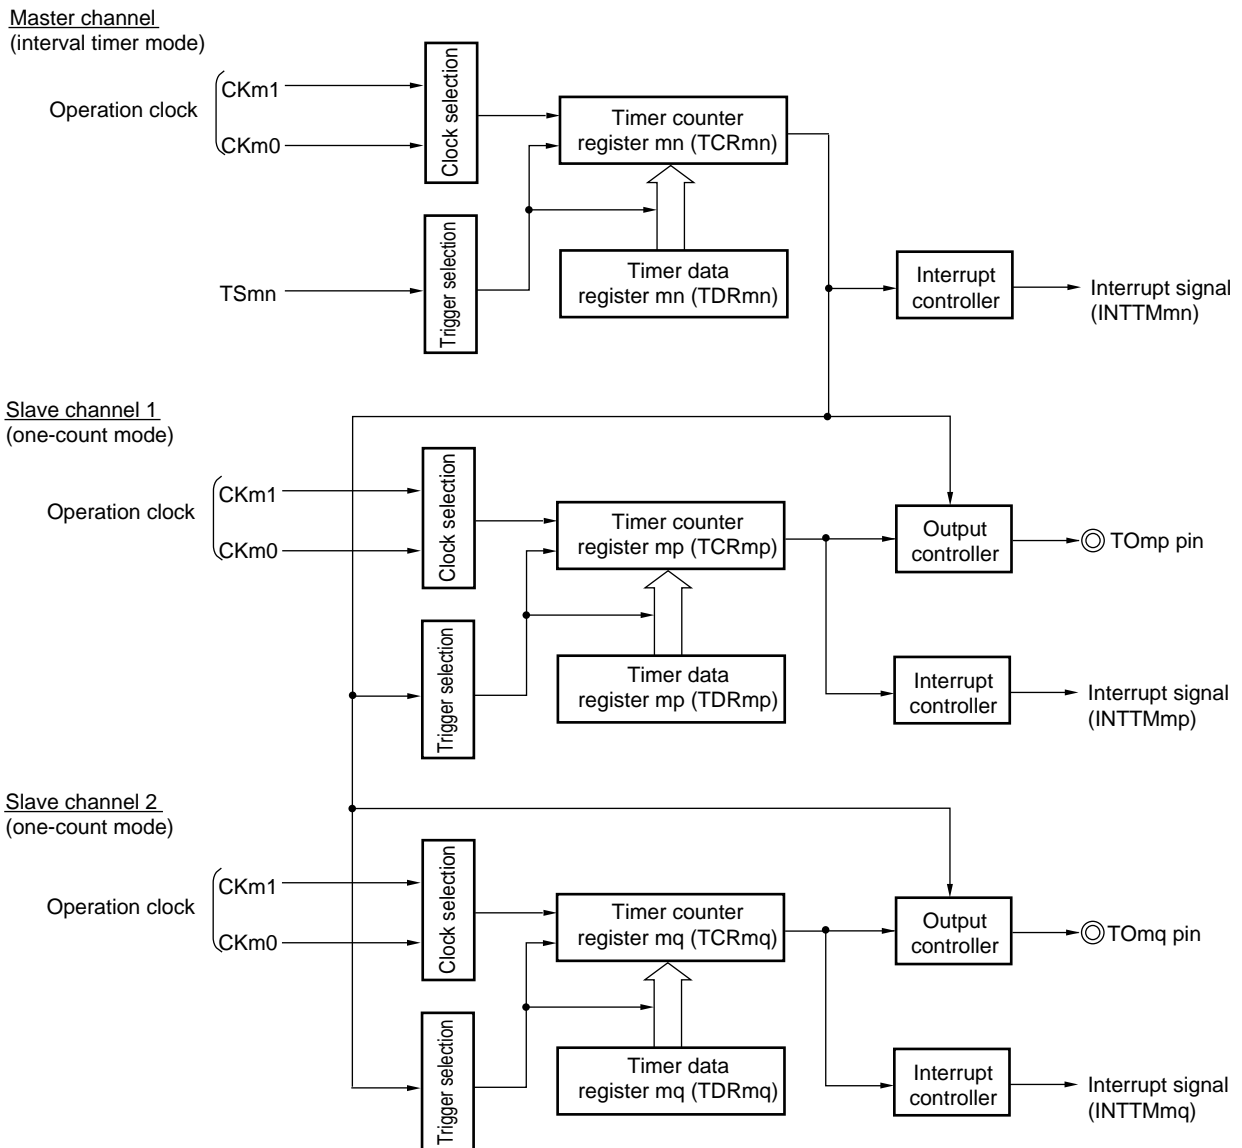 Master channel
(interval timer mode)
Operation clock
CKm1
CKm0
Clock selection
Timer counter
register mn (TCRmn)
TSmn
Trigger selection
Timer data
register mn (TDRmn)
Interrupt
controller
Interrupt signal
(INTTMmn)
Slave channel 1
(one-count mode)
Operation clock
CKm1
CKm0
Clock selection
Timer counter
register mp (TCRmp)
Output
controller
TOmp pin
Trigger selection
Timer data
register mp (TDRmp)
Interrupt
controller
Interrupt signal
(INTTMmp)
Slave channel 2
(one-count mode)
Operation clock
CKm1
CKm0
Clock selection
Timer counter
register mq (TCRmq)
Output
controller
TOmq pin
Trigger selection
Timer data
register mq (TDRmq)
Interrupt
controller
Interrupt signal
(INTTMmq)